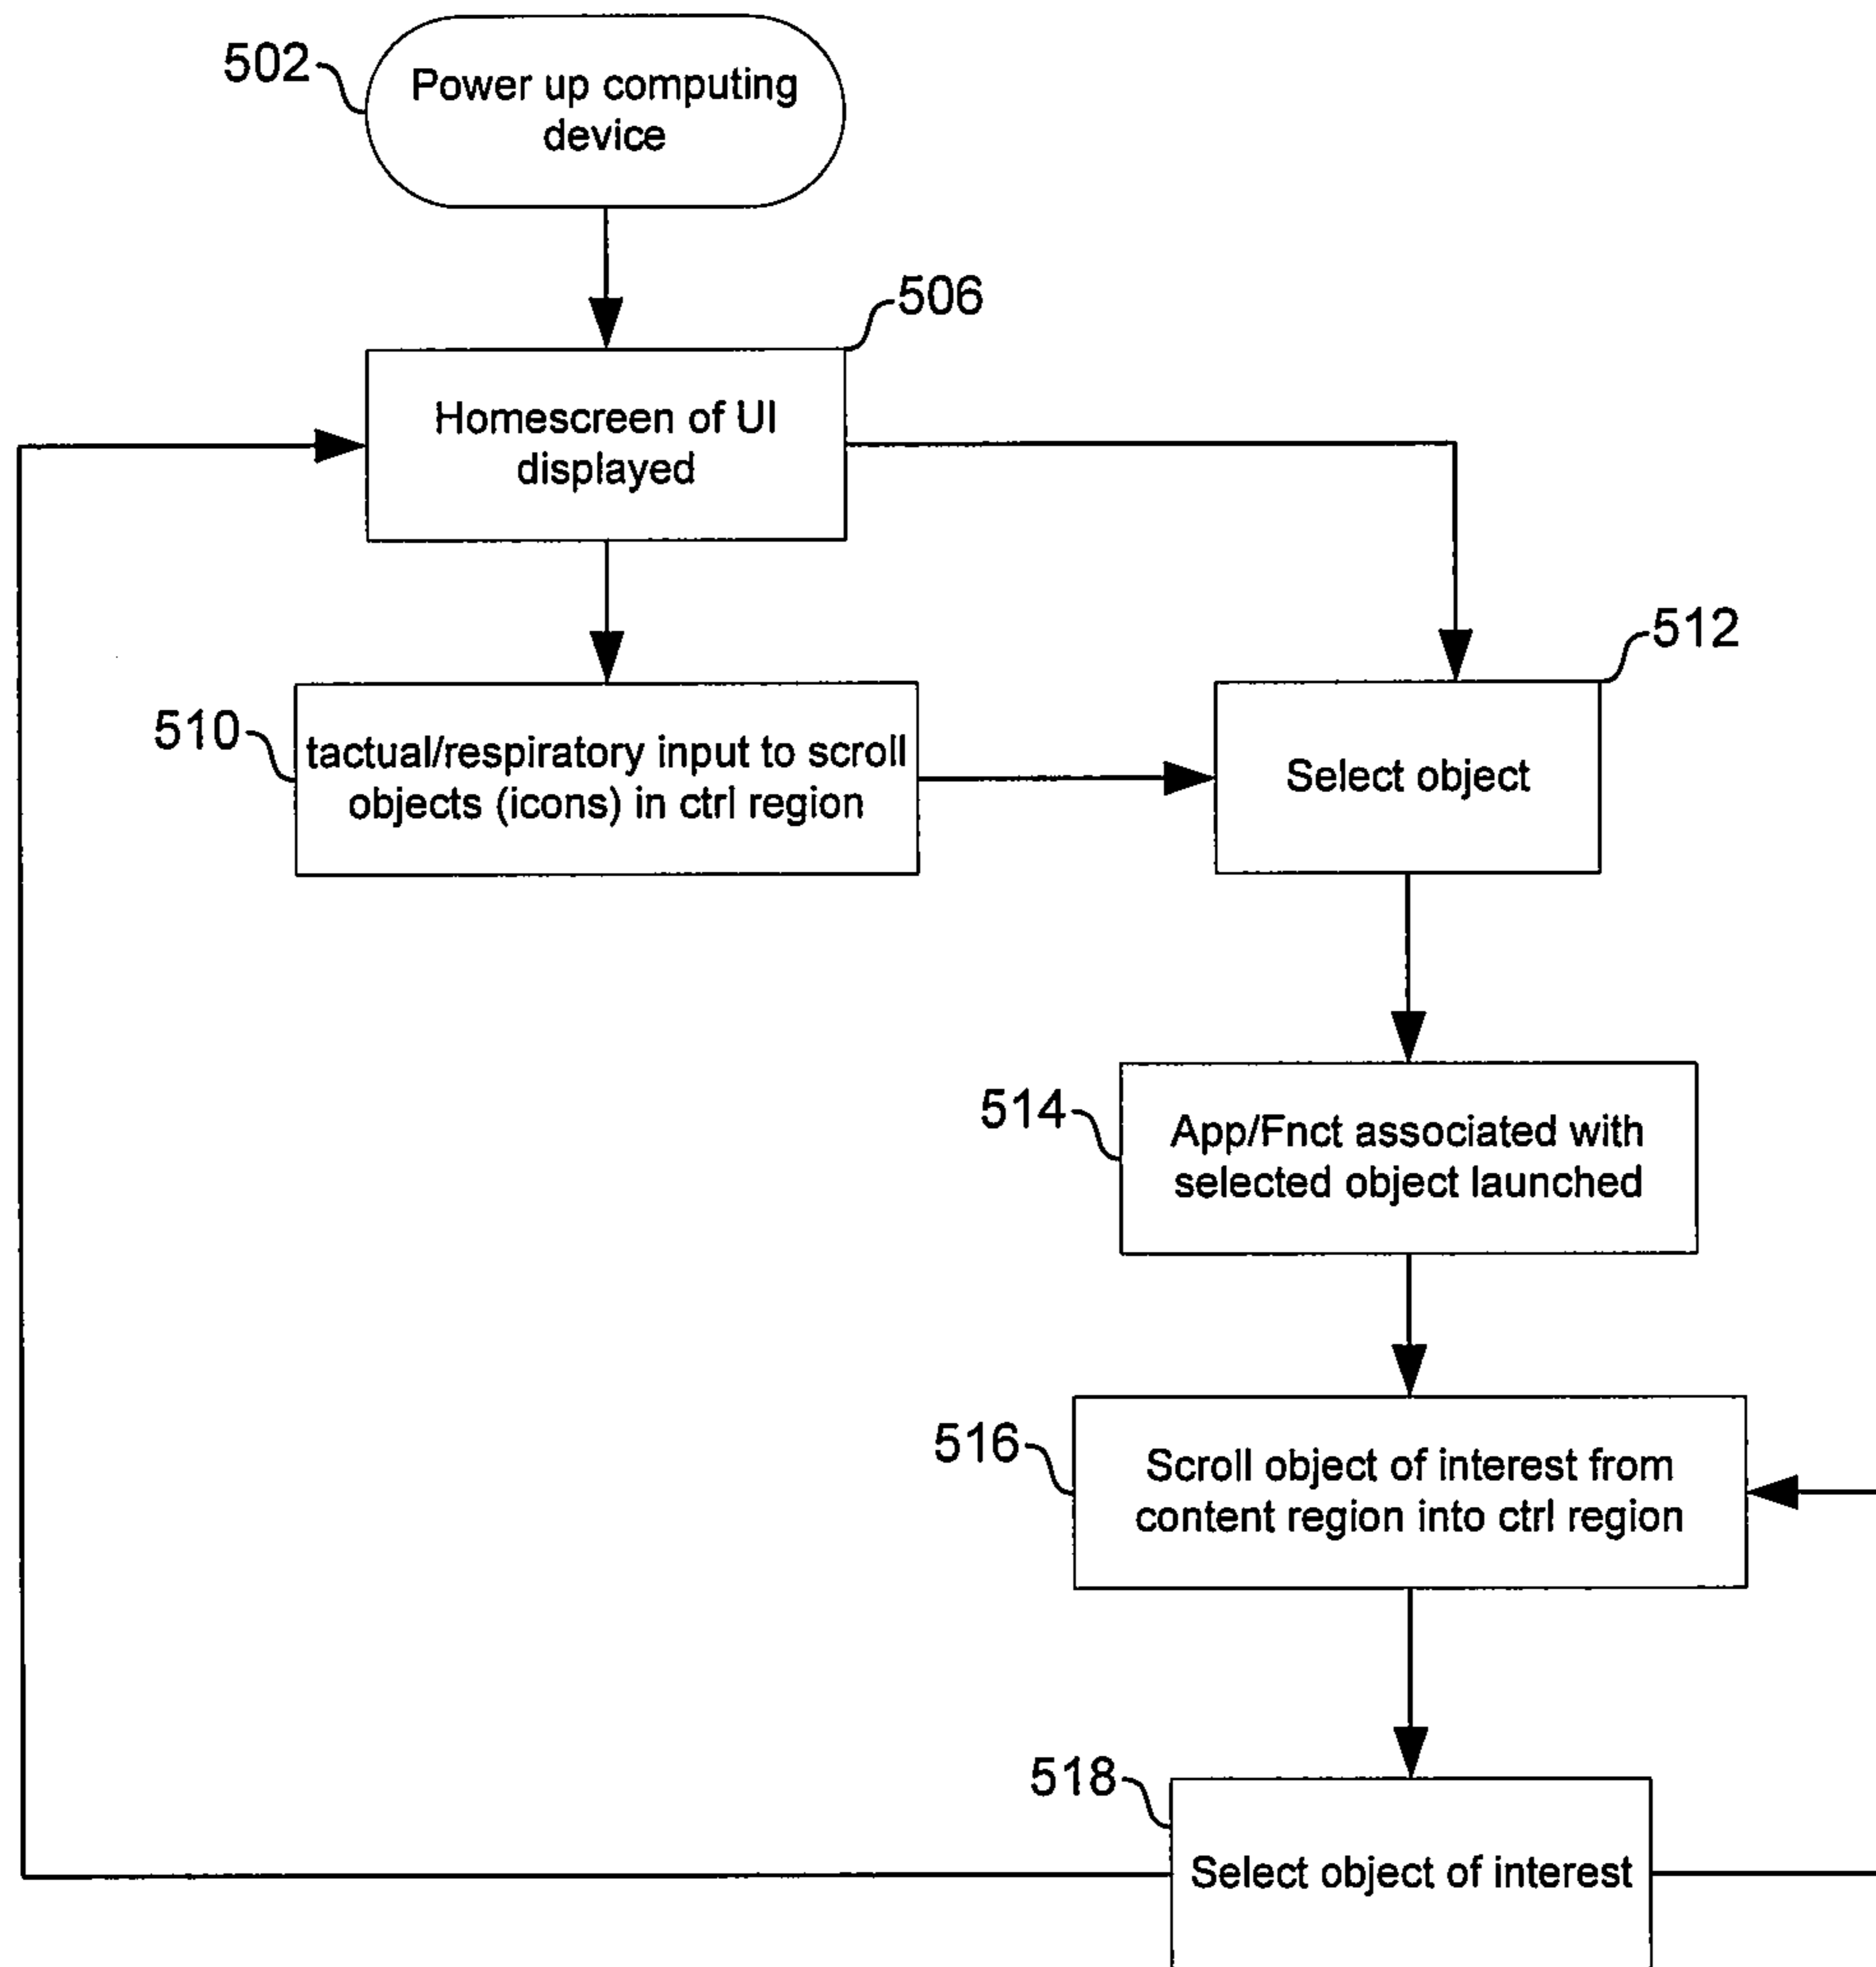 502
Power up computing
device
506
Homescreen of UI
displayed
512
510
tactual/respiratory input to scroll
objects (icons) in ctrl region
Select object
514
App/Fnct associated with
selected object launched
516
Scroll object of interest from
content region into ctrl region
518
Select object of interest